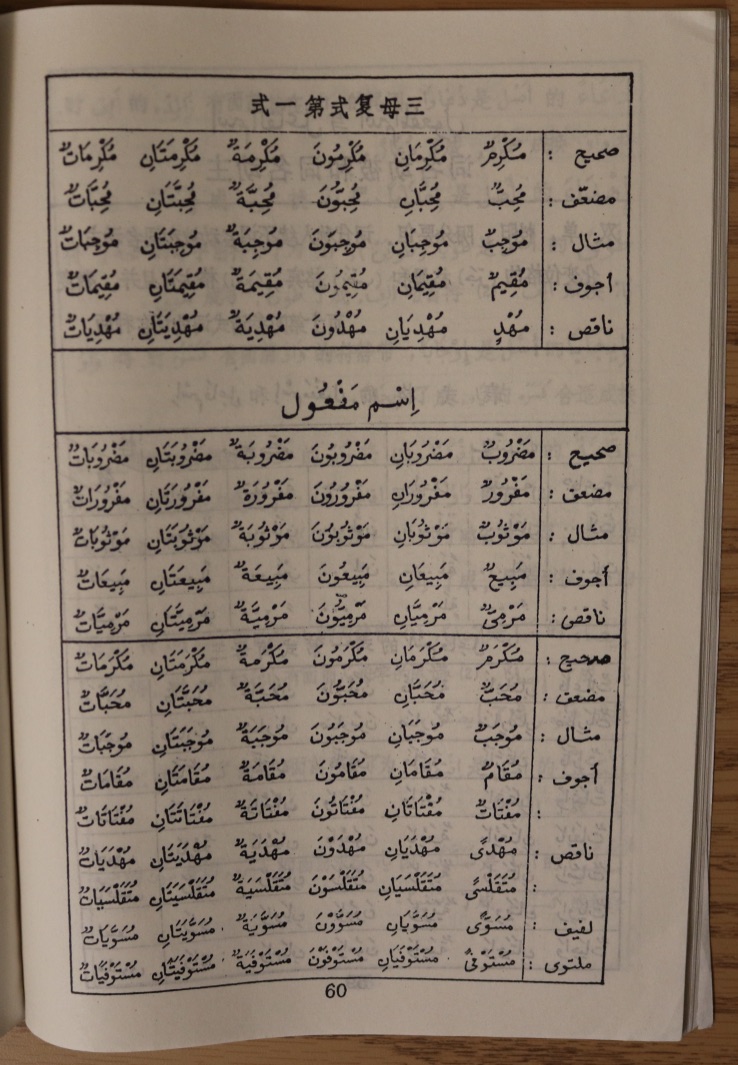 三母复式第一式
صحيح : مُكْرِمٌ مُكْرِمَانِ مُكْرِمُونَ مُكْرِمَةٌ مُكْرِمَتَانِ مُكْرِمَاتٌ
مضعّف : مُحِبٌّ مُحِبَّانِ مُحِبُّونَ مُحِبَّةٌ مُحِبَّتَانِ مُحِبَّاتٌ
مثال : مُوجِبٌ مُوجِبَانِ مُوجِبُونَ مُوجِبَةٌ مُوجِبَتَانِ مُوجِبَاتٌ
أجوف : مُقِيمٌ مُقِيمَانِ مُقِيمُونَ مُقِيمَةٌ مُقِيمَتَانِ مُقِيمَاتٌ
ناقص : مُهْدٍ مُهْدِيَانِ مُهْدُونَ مُهْدِيَةٌ مُهْدِيَتَانِ مُهْدِيَاتٌ
اِسْم مَفْعُول
صحيح : مَضْرُوبٌ مَضْرُوبَانِ مَضْرُوبُونَ مَضْرُوبَةٌ مَضْرُوبَتَانِ مَضْرُوبَاتٌ
مضعق : مَفْرُورٌ مَفْرُورَانِ مَفْرُورُونَ مَفْرُورَةٌ مَفْرُورَتَانِ مَفْرُورَاتٌ
مثال : مَوْثُوبٌ مَوْثُوبَانِ مَوْثُوبُونَ مَوْثُوبَةٌ مَوْثُوبَتَانِ مَوْثُوبَاتٌ
أجوف : مَبِيعٌ مَبِيعَانِ مَبِيعُونَ مَبِيعَةٌ مَبِيعَتَانِ مَبِيعَاتٌ
ناقص : مَرْمِىٌّ مَرْمِيَّانِ مَرْمِيُّونَ مَرْمِيَّةٌ مَرْمِيَّتَانِ مَرْمِيَّاتٌ
صحيح : مُكْرَمٌ مُكْرَمَانِ مُكْرَمُونَ مُكْرَمَةٌ مُكْرَمَتَانِ مُكْرَمَاتٌ
مضعق : مُحَبٌّ مُحَبَّانِ مُحَبُّونَ مُحَبَّةٌ مُحَبَّتَانِ مُحَبَّاتٌ
مثال : مُوجَبٌ مُوجَبَانِ مُوجَبُونَ مُوجَبَةٌ مُوجَبَتَانِ مُوجَبَاتٌ
أجوف : مُقَامٌ مُقَامَانِ مُقَامُونَ مُقَامَةٌ مُقَامَتَانِ مُقَامَاتٌ
: مُفْتَاتٌ مُفْتَاتَانِ مُفْتَاتُونَ مُفْتَاتَةٌ مُفْتَاتَتَانِ مُفْتَاتَاتٌ
ناقص : مُهْدًى مُهْدَيَانِ مُهْدَوْنَ مُهْدَيَةٌ مُهْدَيَتَانِ مُهْدَيَاتٌ
: مُتَقَلْسًى مُتَقَلْسَيَانِ مُتَقَلْسَوْنَ مُتَقَلْسَيَةٌ مُتَقَلْسَيَتَانِ مُتَقَلْسَيَاتٌ
لفيف : مُسَوًّى مُسَوَّيَانِ مُسَوَّوْنَ مُسَوَّيَةٌ مُسَوَّيَتَانِ مُسَوَّيَاتٌ
ملتوى : مُسْتَوْفًى مُسْتَوْفَيَانِ مُسْتَوْفَوْنَ مُسْتَوْفَيَةٌ مُسْتَوْفَيَتَانِ مُسْتَوْفَيَاتٌ
60